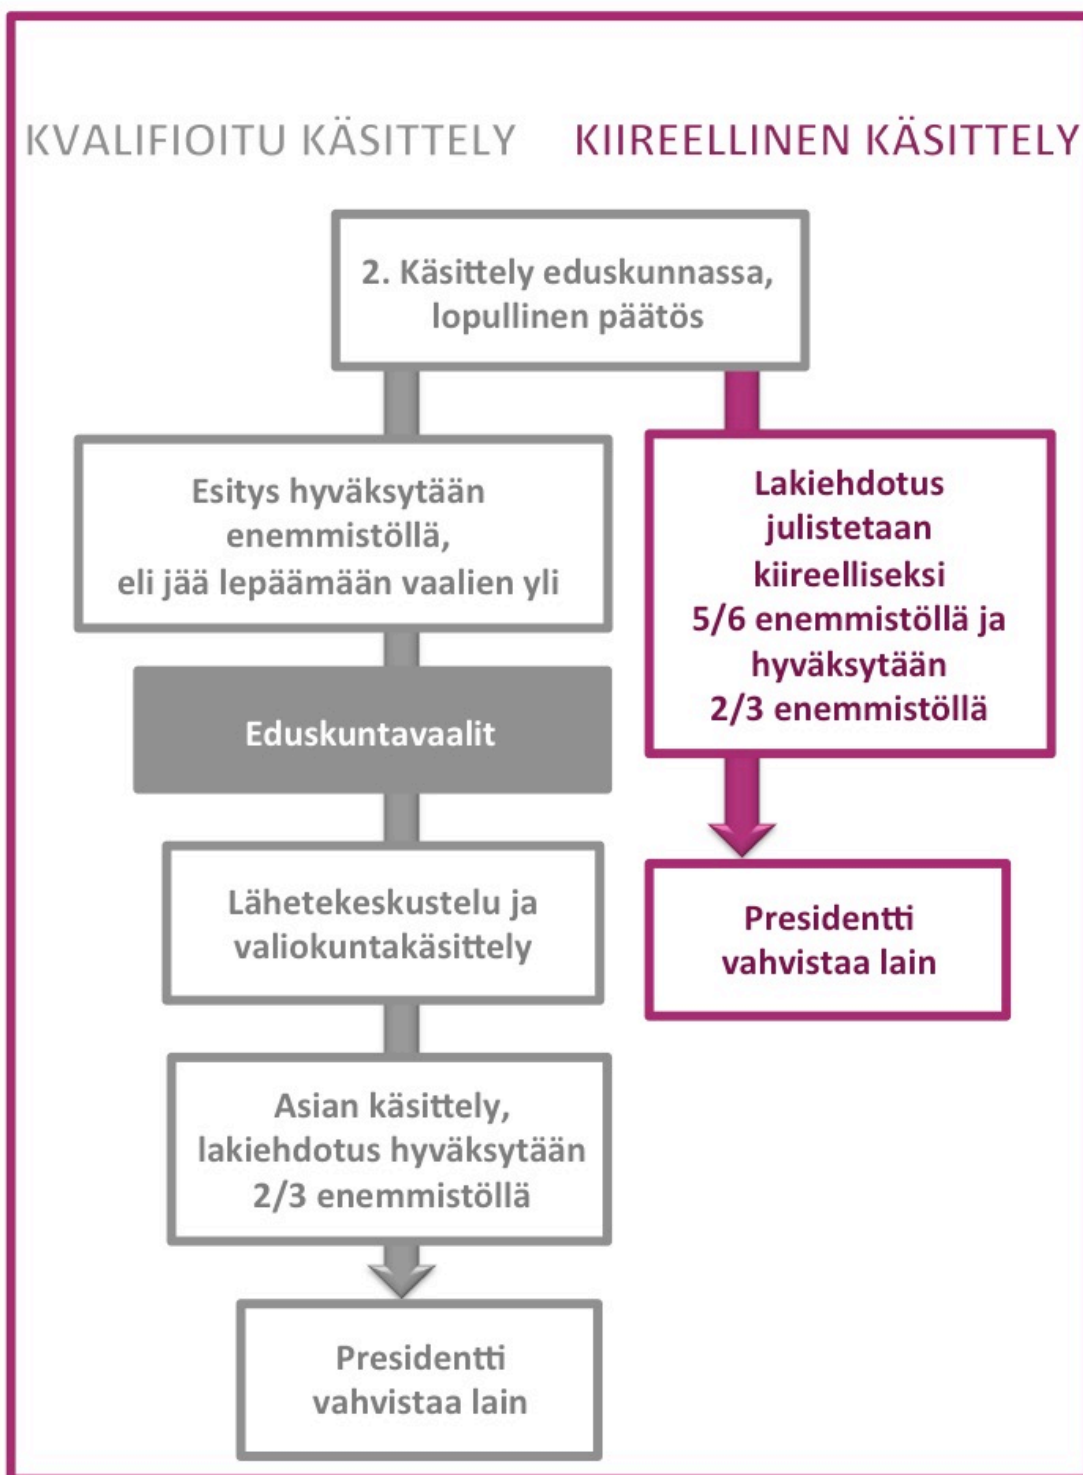 KVALIFIOITU KÄSITTELY
KIIREELLINEN KÄSITTELY
2. Käsittely eduskunnassa,
lopullinen päätös
Esitys hyväksytään
enemmistöllä,
eli jää lepäämään vaalien yli
Eduskuntavaalit
Lähetekeskustelu ja
valiokuntakäsittely
Asian käsittely,
lakiehdotus hyväksytään
2/3 enemmistöllä
Presidentti
vahvistaa lain
Lakiehdotus
julistetaan
kiireelliseksi
5/6 enemmistöllä ja
hyväksytään
2/3 enemmistöllä
Presidentti
vahvistaa lain